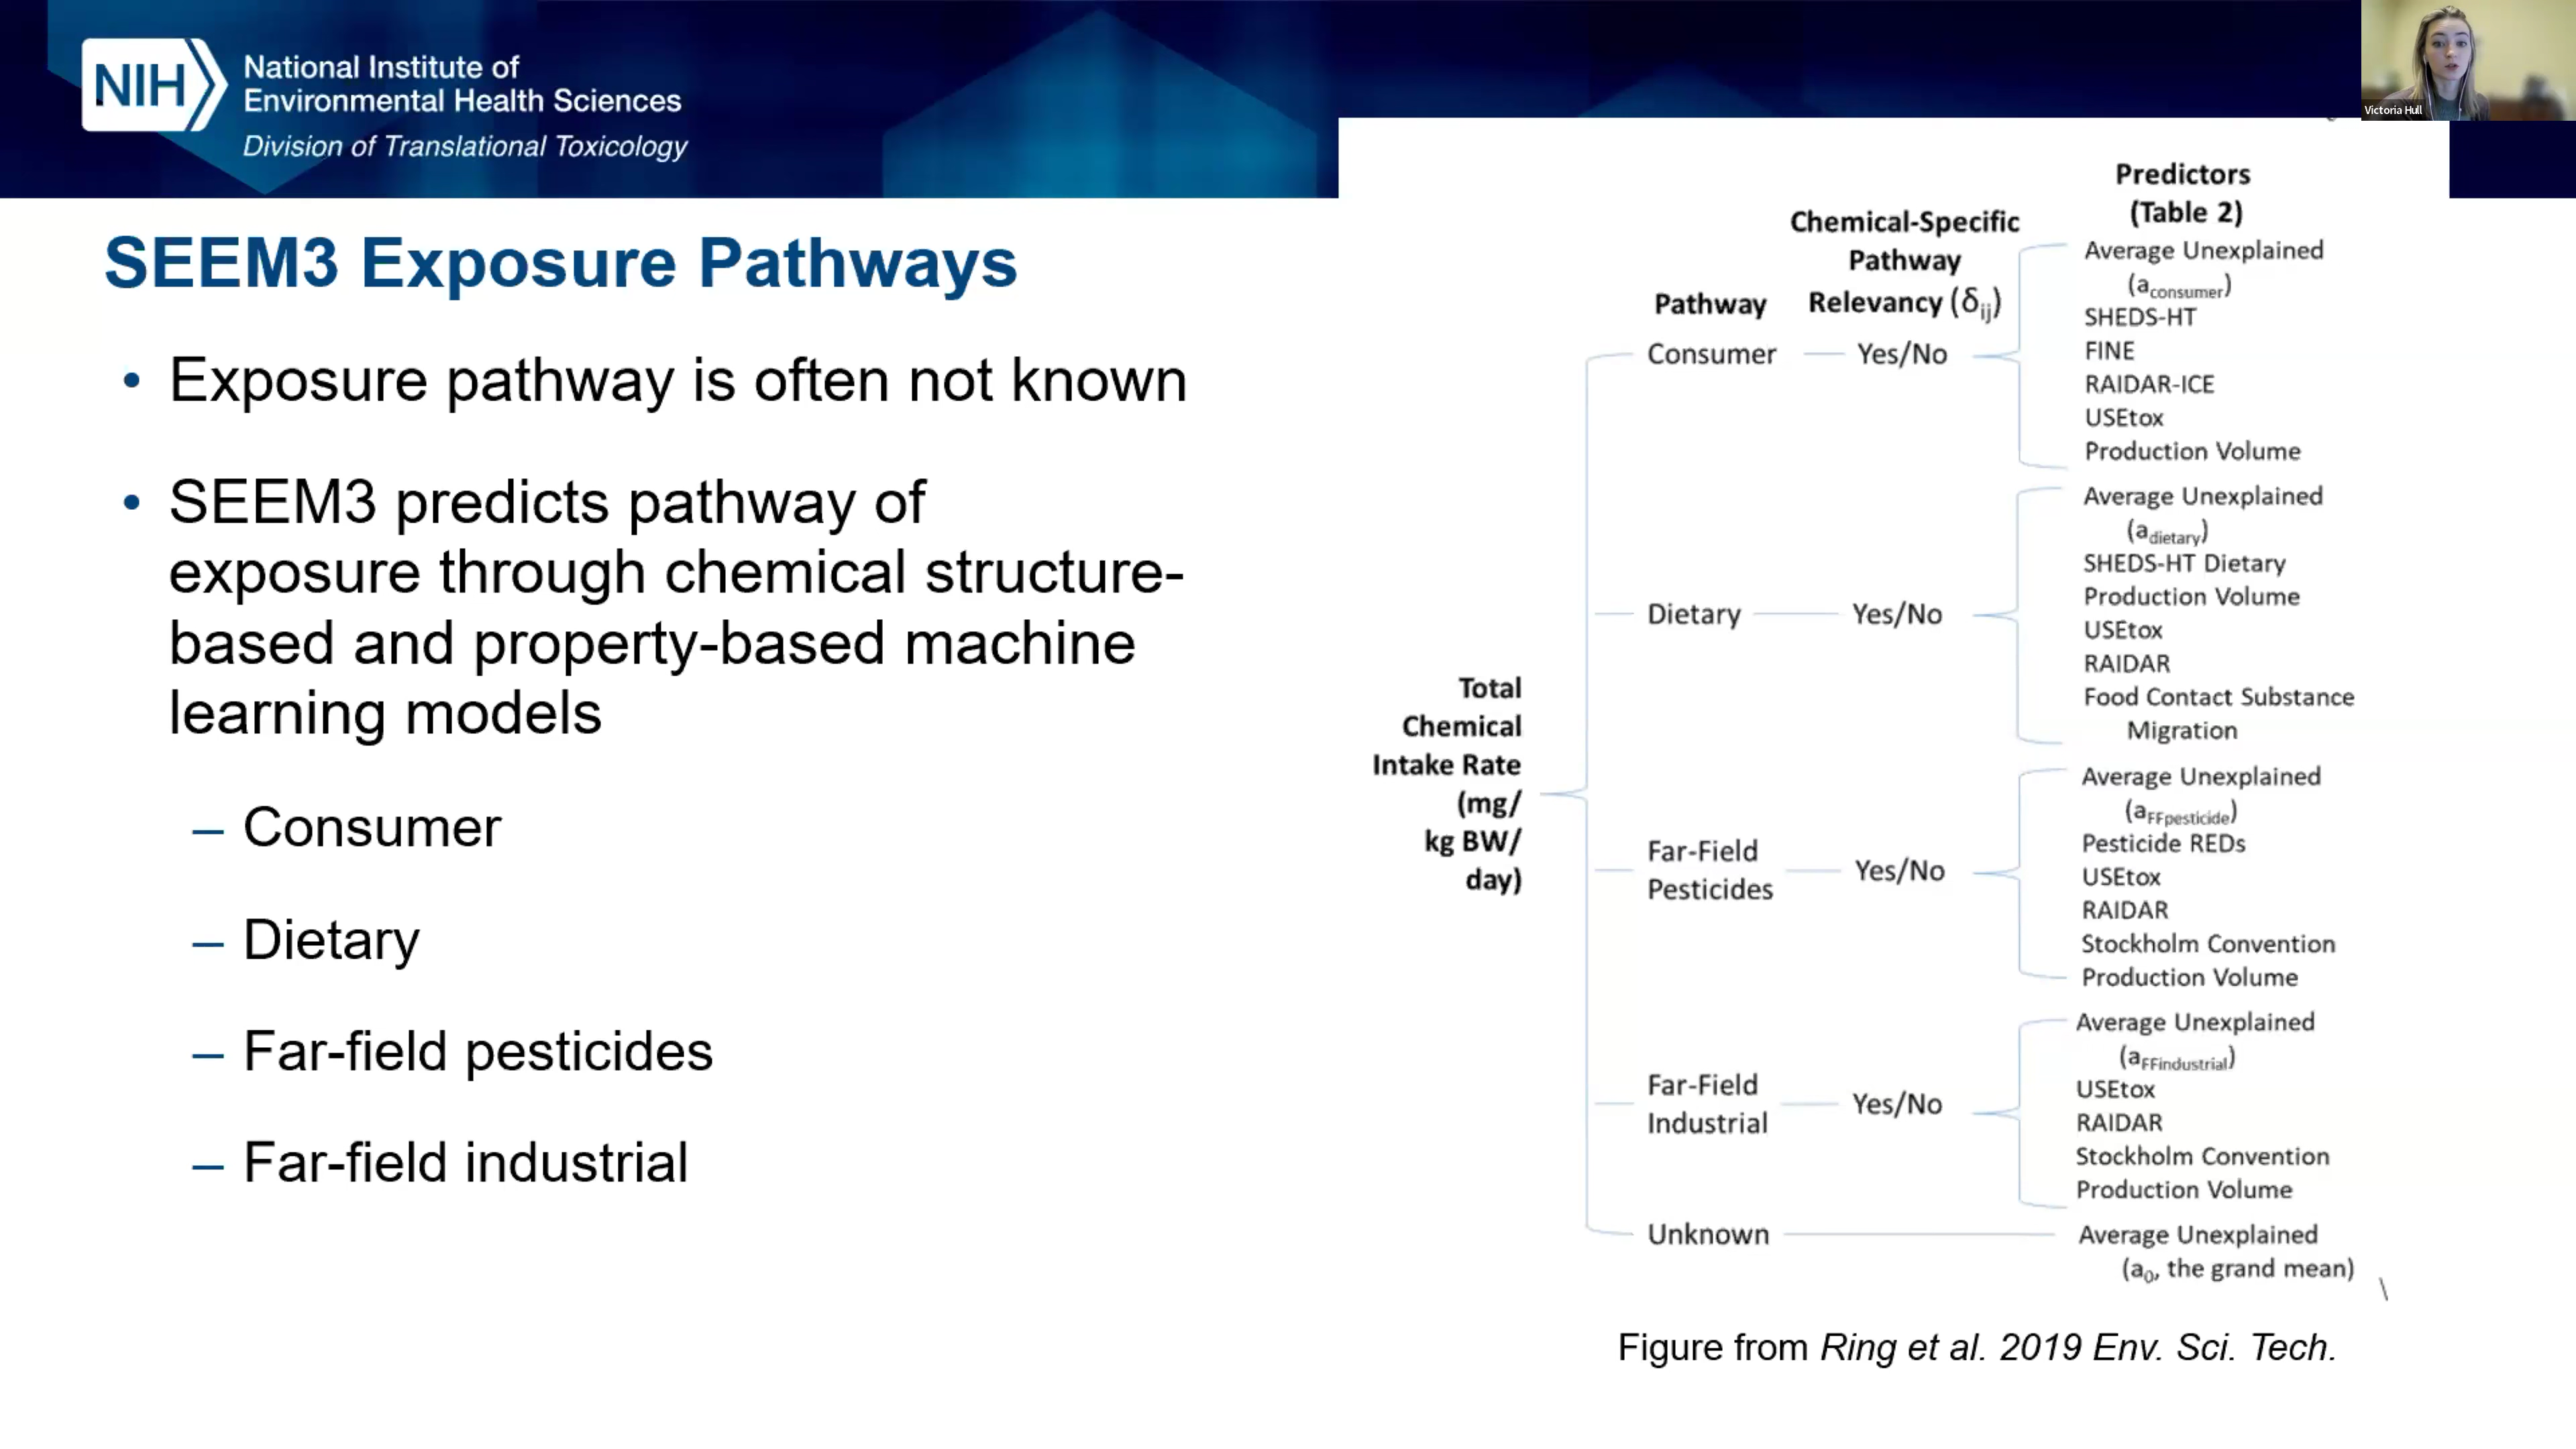 NIH
National Institute of
Environmental Health Sciences
Division of Translational Toxicology
Victoria Hull
SEEM3 Exposure Pathways
• Exposure pathway is often not known
• SEEM3 predicts pathway of
exposure through chemical structure-
based and property-based machine
learning models
– Consumer
– Dietary
– Far-field pesticides
– Far-field industrial
Total
Chemical
Intake Rate
(mg/
kg BW/
day)
Pathway
Chemical-Specific
Pathway
Relevancy (δij)
Predictors
(Table 2)
Consumer
Yes/No
Average Unexplained
(aconsumer)
SHEDS-HT
FINE
RAIDAR-ICE
USEtox
Production Volume
Dietary
Yes/No
Average Unexplained
(adietary)
SHEDS-HT Dietary
Production Volume
USEtox
RAIDAR
Food Contact Substance
Migration
Far-Field
Pesticides
Yes/No
Average Unexplained
(aFFpesticide)
Pesticide REDs
USEtox
RAIDAR
Stockholm Convention
Production Volume
Far-Field
Industrial
Yes/No
Average Unexplained
(aFFindustrial)
USEtox
RAIDAR
Stockholm Convention
Production Volume
Unknown
Average Unexplained
(a0, the grand mean)
\
Figure from Ring et al. 2019 Env. Sci. Tech.